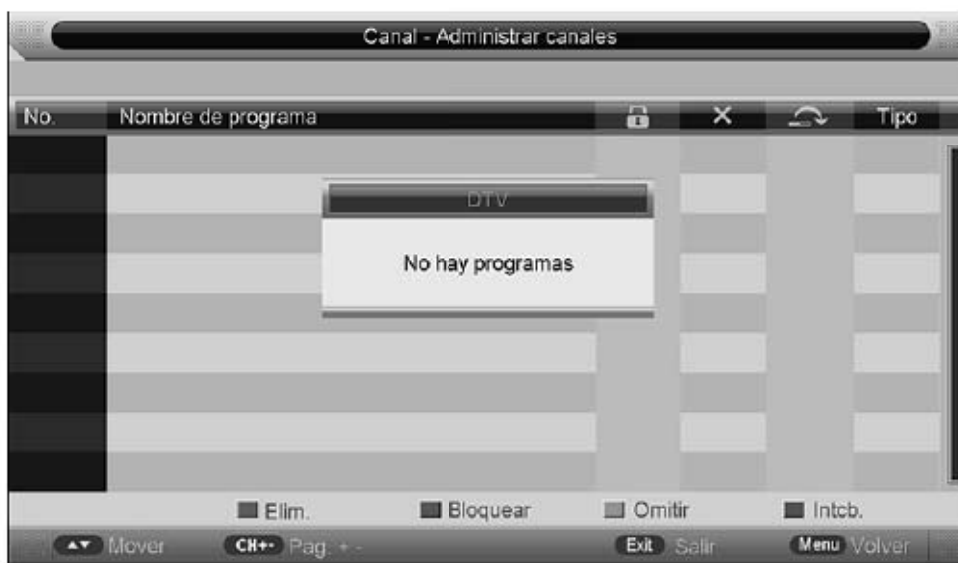 Canal - Administrar canales
No. Nombre de programa Tipo
DTV
No hay programas
Elim. Bloquear Omitir Intcb.
Mover CH+- Pag. + - Exit Salir Menu Volver